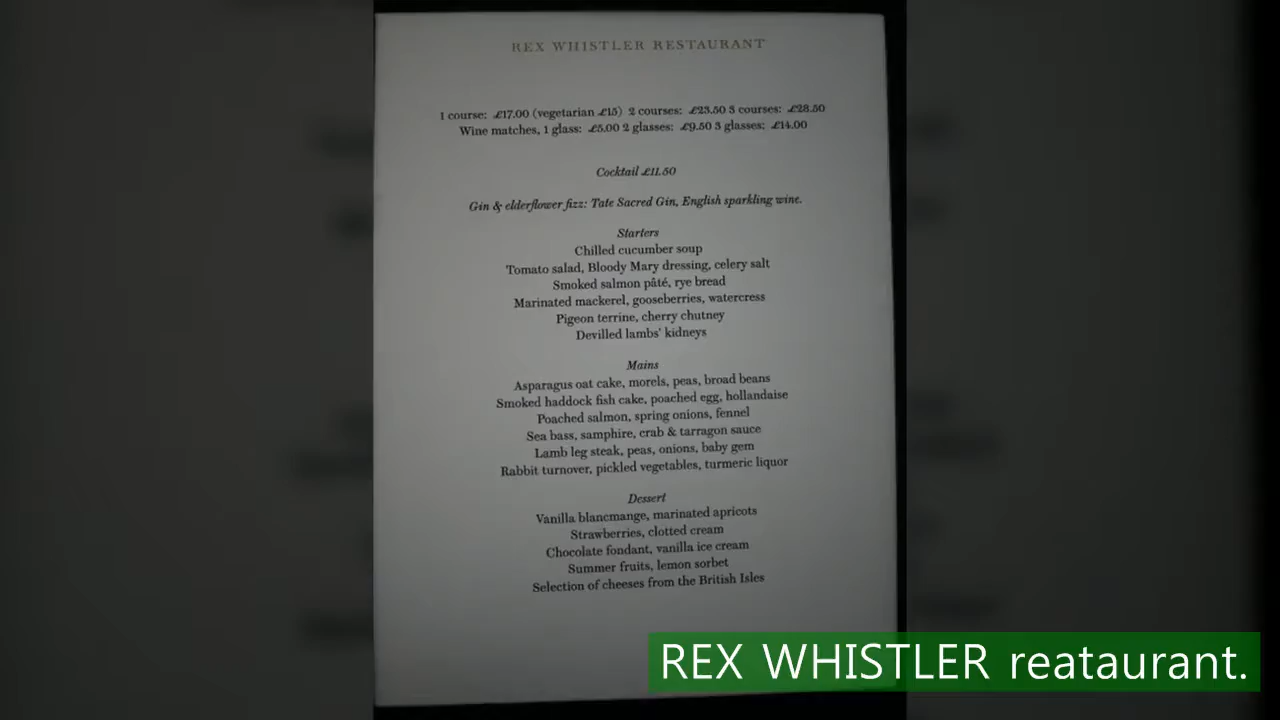 REX WHISTLER RESTAURANT
1 course: £17.00 (vegetarian £15) 2 courses: £23.50 3 courses: £28.50
Wine matches, 1 glass: £5.00 2 glasses: £9.50 3 glasses: £14.00
Cocktail £11.50
Gin & elderflower fizz: Tate Sacred Gin, English sparkling wine.
Starters
Chilled cucumber soup
Tomato salad, Bloody Mary dressing, celery salt
Smoked salmon pâté, rye bread
Marinated mackerel, gooseberries, watercress
Pigeon terrine, cherry chutney
Devilled lambs' kidneys
Mains
Asparagus oat cake, morels, peas, broad beans
Smoked haddock fish cake, poached egg, hollandaise
Poached salmon, spring onions, fennel
Sea bass, samphire, crab & tarragon sauce
Lamb leg steak, peas, onions, baby gem
Rabbit turnover, pickled vegetables, turmeric liquor
Dessert
Vanilla blancmange, marinated apricots
Strawberries, clotted cream
Chocolate fondant, vanilla ice cream
Summer fruits, lemon sorbet
Selection of cheeses from the British Isles
REX WHISTLER reataurant.